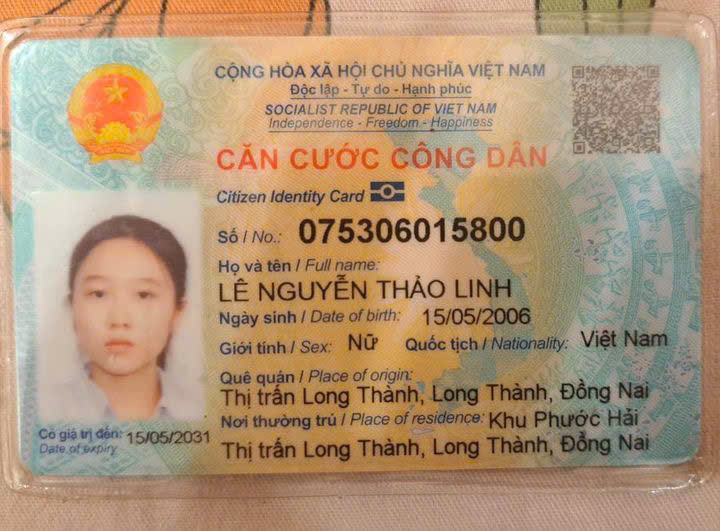 CỘNG HÒA XÃ HỘI CHỦ NGHĨA VIỆT NAM
Độc lập - Tự do - Hạnh phúc
SOCIALIST REPUBLIC OF VIET NAM
Independence - Freedom - Happiness
CĂN CƯỚC CÔNG DÂN
Citizen Identity Card
Số / No.: 075306015800
Họ và tên / Full name:
LÊ NGUYỄN THẢO LINH
Ngày sinh / Date of birth: 15/05/2006
Giới tính / Sex: Nữ Quốc tịch / Nationality: Việt Nam
Quê quán / Place of origin:
Thị trấn Long Thành, Long Thành, Đồng Nai
Nơi thường trú / Place of residence: Khu Phước Hải
Thị trấn Long Thành, Long Thành, Đồng Nai
Có giá trị đến: 15/05/2031
Date of expiry